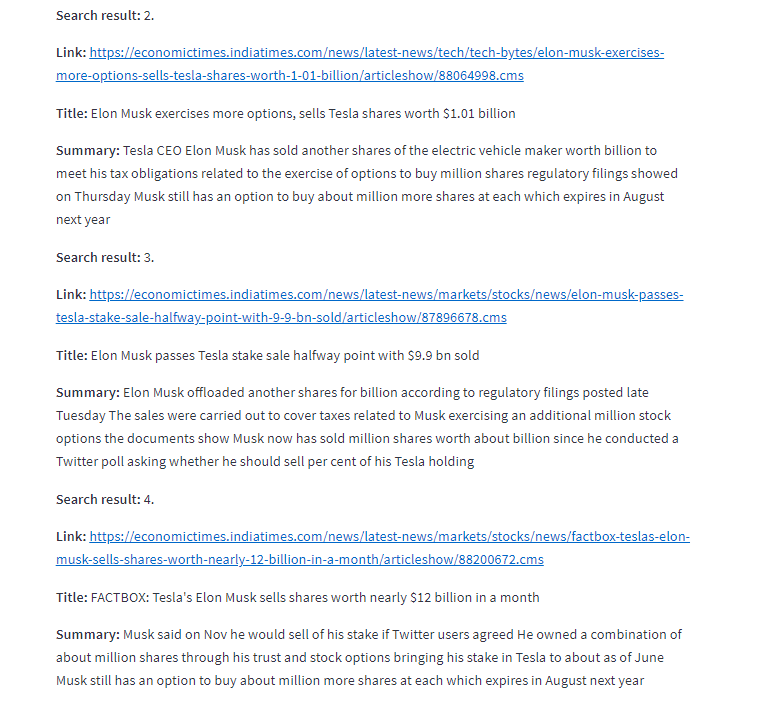 Search result: 2.
Link: https://economictimes.indiatimes.com/news/latest-news/tech/tech-bytes/elon-musk-exercises-
more-options-sells-tesla-shares-worth-1-01-billion/articleshow/88064998.cms
Title: Elon Musk exercises more options, sells Tesla shares worth $1.01 billion
Summary: Tesla CEO Elon Musk has sold another shares of the electric vehicle maker worth billion to
meet his tax obligations related to the exercise of options to buy million shares regulatory filings showed
on Thursday Musk still has an option to buy about million more shares at each which expires in August
next year
Search result: 3.
Link: https://economictimes.indiatimes.com/news/latest-news/markets/stocks/news/elon-musk-passes-
tesla-stake-sale-halfway-point-with-9-9-bn-sold/articleshow/87896678.cms
Title: Elon Musk passes Tesla stake sale halfway point with $9.9 bn sold
Summary: Elon Musk offloaded another shares for billion according to regulatory filings posted late
Tuesday The sales were carried out to cover taxes related to Musk exercising an additional million stock
options the documents show Musk now has sold million shares worth about billion since he conducted a
Twitter poll asking whether he should sell per cent of his Tesla holding
Search result: 4.
Link: https://economictimes.indiatimes.com/news/latest-news/markets/stocks/news/factbox-teslas-elon-
musk-sells-shares-worth-nearly-12-billion-in-a-month/articleshow/88200672.cms
Title: FACTBOX: Tesla's Elon Musk sells shares worth nearly $12 billion in a month
Summary: Musk said on Nov he would sell of his stake if Twitter users agreed He owned a combination of
about million shares through his trust and stock options bringing his stake in Tesla to about as of June
Musk still has an option to buy about million more shares at each which expires in August next year